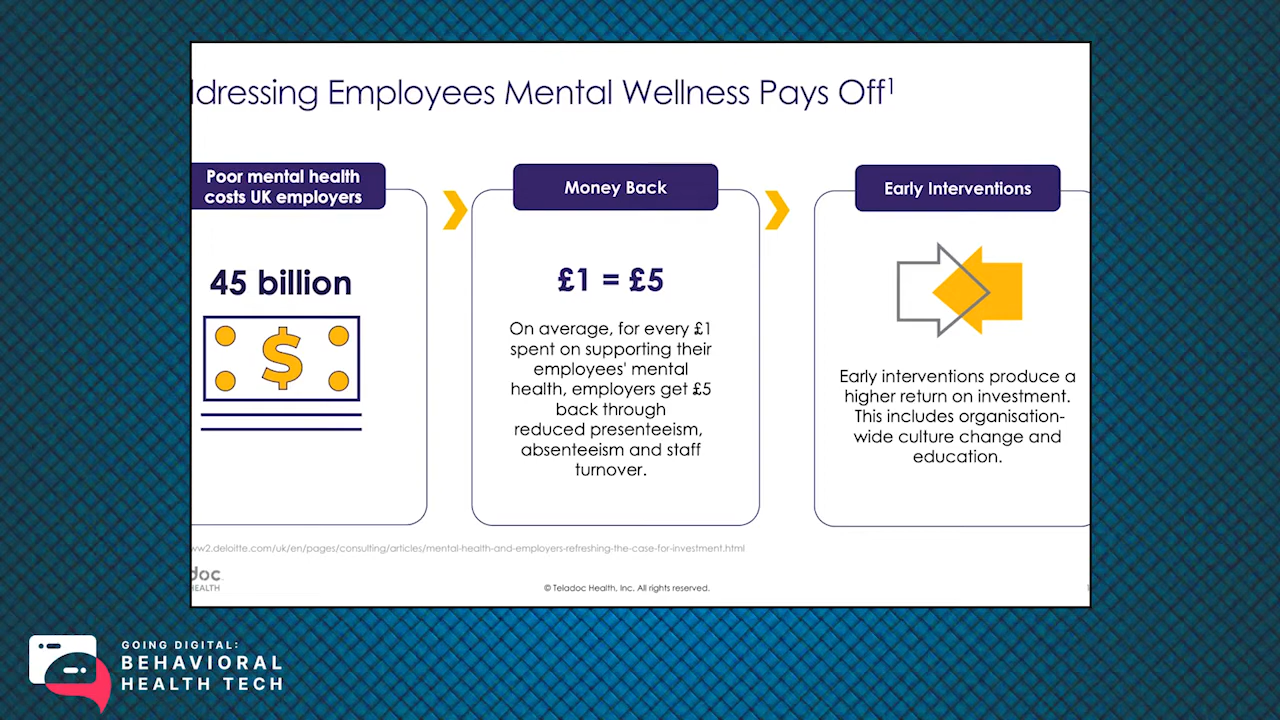 ddressing Employees Mental Wellness Pays Off1
Poor mental health
costs UK employers
45 billion
$
Money Back
£1 = £5
On average, for every £1
spent on supporting their
employees' mental
health, employers get £5
back through
reduced presenteeism,
absenteeism and staff
turnover.
Early Interventions
Early interventions produce a
higher return on investment.
This includes organisation-
wide culture change and
education.
ww2.deloitte.com/uk/en/pages/consulting/articles/mental-health-and-employers-refreshing-the-case-for-investment.html
doc
HEALTH
© Teladoc Health, Inc. All rights reserved.
GOING DIGITAL:
BEHAVIORAL
HEALTH TECH